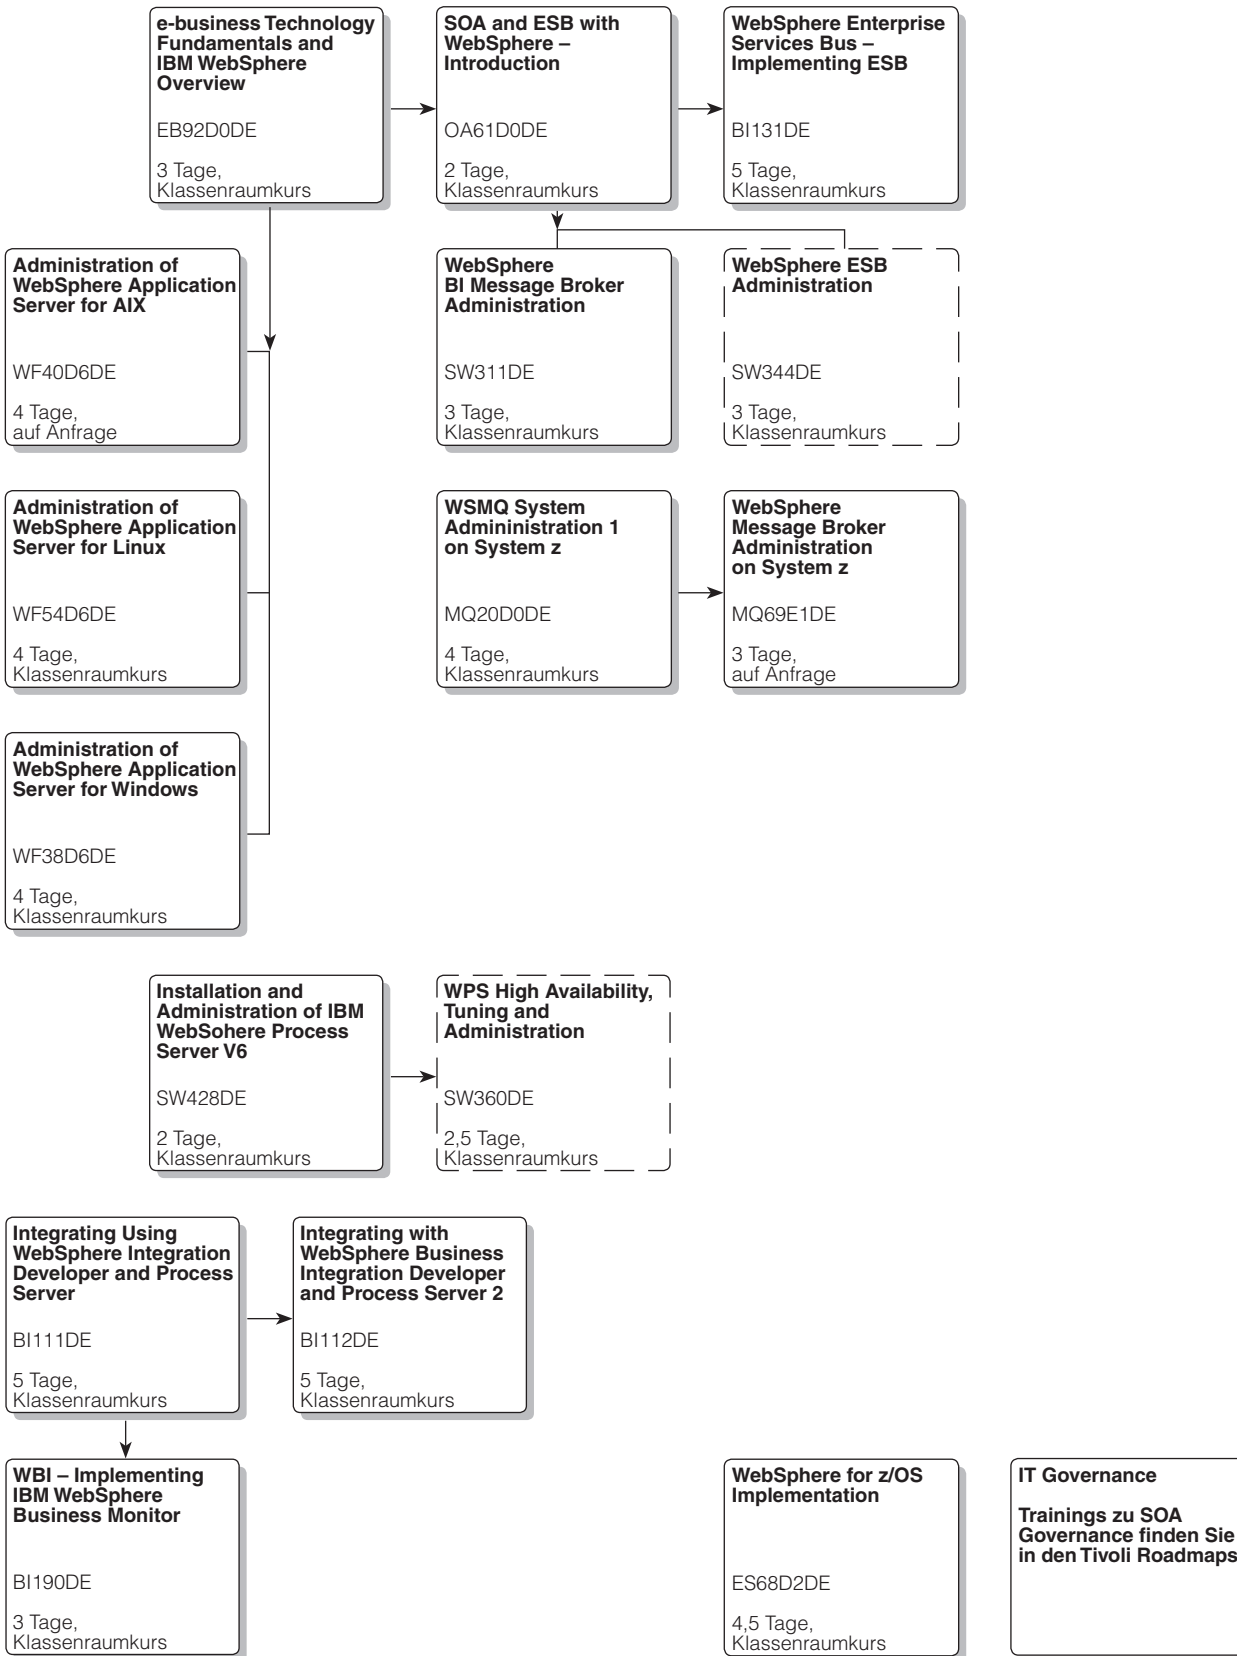 e-business Technology
Fundamentals and
IBM WebSphere
Overview
EB92D0DE
3 Tage,
Klassenraumkurs
SOA and ESB with
WebSphere –
Introduction
OA61D0DE
2 Tage,
Klassenraumkurs
WebSphere Enterprise
Services Bus –
Implementing ESB
BI131DE
5 Tage,
Klassenraumkurs
Administration of
WebSphere Application
Server for AIX
WF40D6DE
4 Tage,
auf Anfrage
WebSphere
BI Message Broker
Administration
SW311DE
3 Tage,
Klassenraumkurs
WebSphere ESB
Administration
SW344DE
3 Tage,
Klassenraumkurs
Administration of
WebSphere Application
Server for Linux
WF54D6DE
4 Tage,
Klassenraumkurs
WSMQ System
Admininistration 1
on System z
MQ20D0DE
4 Tage,
Klassenraumkurs
WebSphere
Message Broker
Administration
on System z
MQ69E1DE
3 Tage,
auf Anfrage
Administration of
WebSphere Application
Server for Windows
WF38D6DE
4 Tage,
Klassenraumkurs
Installation and
Administration of IBM
WebSohere Process
Server V6
SW428DE
2 Tage,
Klassenraumkurs
WPS High Availability,
Tuning and
Administration
SW360DE
2,5 Tage,
Klassenraumkurs
Integrating Using
WebSphere Integration
Developer and Process
Server
BI111DE
5 Tage,
Klassenraumkurs
Integrating with
WebSphere Business
Integration Developer
and Process Server 2
BI112DE
5 Tage,
Klassenraumkurs
WBI – Implementing
IBM WebSphere
Business Monitor
BI190DE
3 Tage,
Klassenraumkurs
WebSphere for z/OS
Implementation
ES68D2DE
4,5 Tage,
Klassenraumkurs
IT Governance
Trainings zu SOA
Governance finden Sie
in den Tivoli Roadmaps